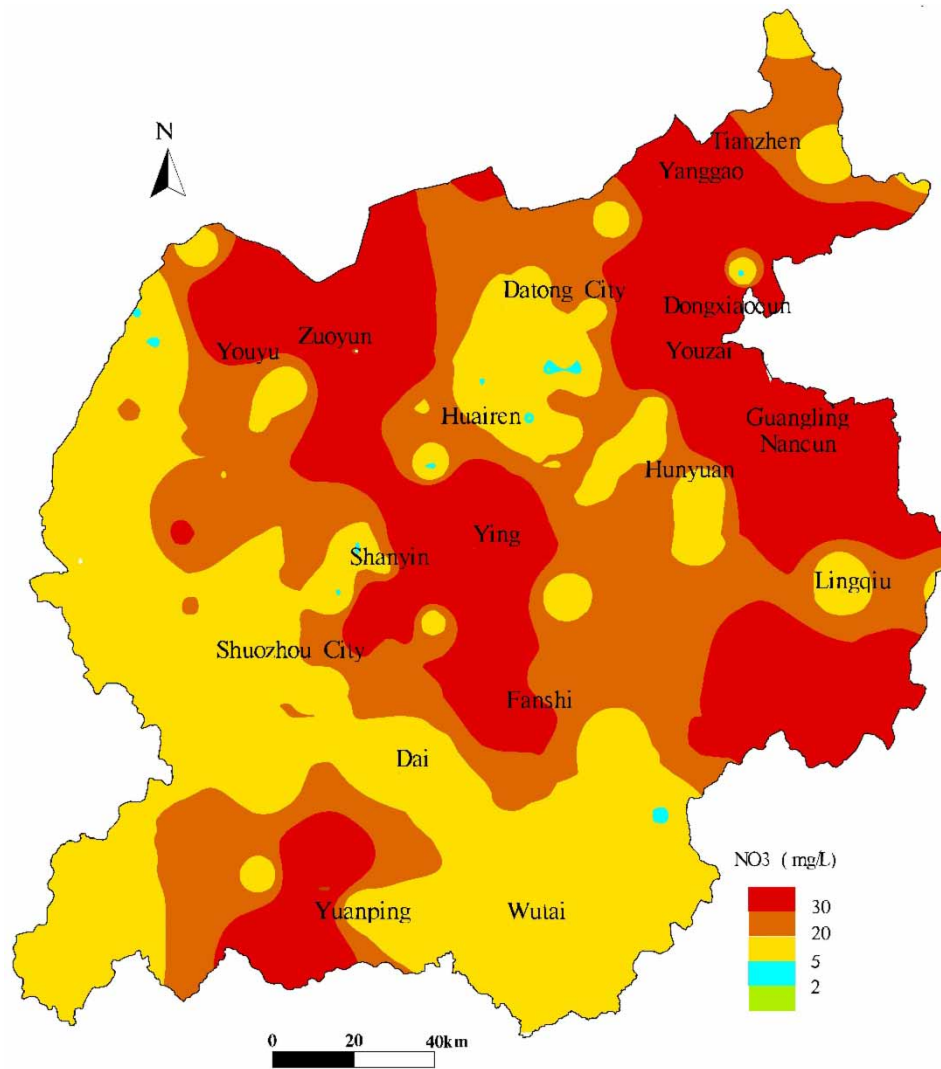 N
Tianzhen
Yanggao
Datong City
Dongxiaocun
Zuoyun
Youyu
Youzai
Huairen
Guangling
Nancun
Hunyuan
Ying
Shanyin
Lingqiu
Shuozhou City
Fanshi
Dai
Yuanping
Wutai
NO3 ( mg/L)
30
20
5
2
0 20 40km